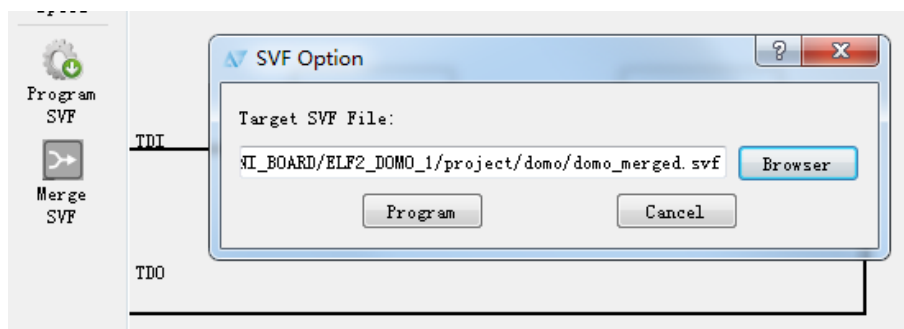 Program
SVF
Merge
SVF
TDI
TDO
SVF Option
?
Target SVF File:
NI_BOARD/ELF2_DOMO_1/project/domo/domo_merged.svf
Browser
Program
Cancel